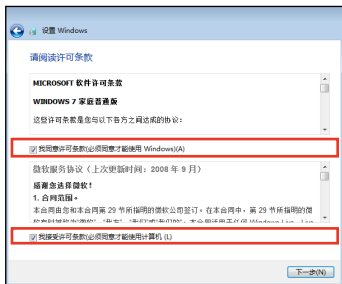 设置 Windows
请阅读许可条款
MICROSOFT 软件许可条款
WINDOWS 7 家庭普通版
这些许可条款是您与以下各方之间达成的协议：
我同意许可条款(必须同意才能使用 Windows)(A)
微软服务协议（上次更新时间：2008 年 9 月）
感谢您选择微软！
1. 合同范围。
本合同由您和本合同第 29 节所指明的微软公司签订。在本合同中，第 29 节所指明的微
我接受许可条款(必须同意才能使用计算机 (L)
下一步(N)